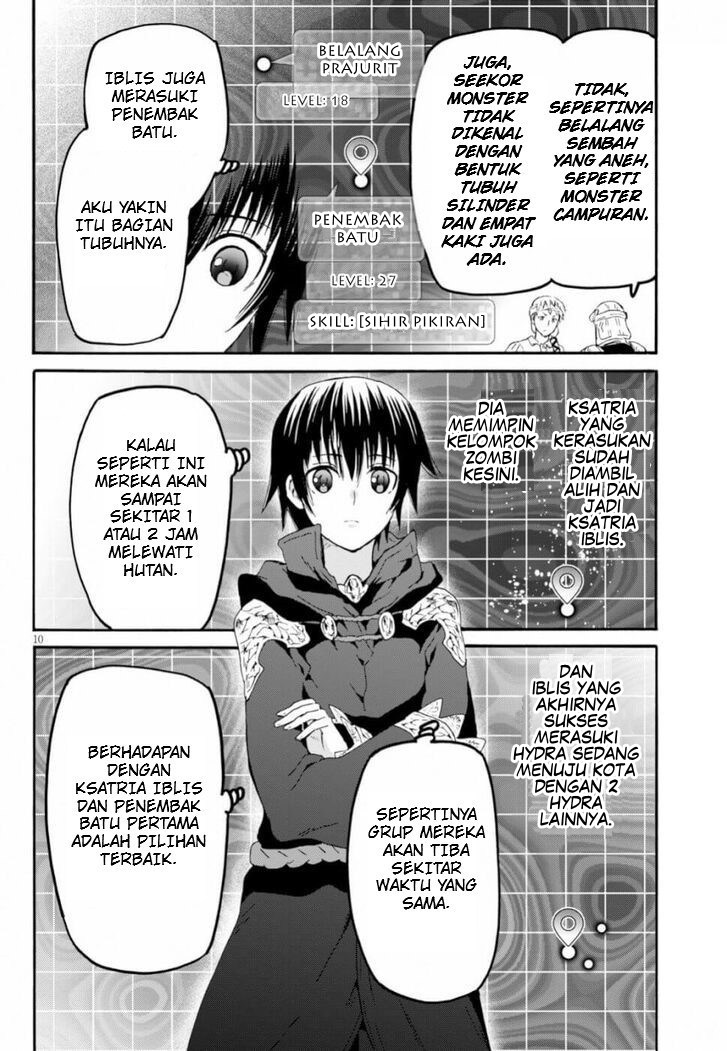 TIDAK,
SEPERTINYA
BELALANG
SEMBAH
YANG ANEH,
SEPERTI
MONSTER
CAMPURAN.
JUGA,
SEEKOR
MONSTER
TIDAK
DIKENAL
DENGAN
BENTUK
TUBUH
SILINDER
DAN EMPAT
KAKI JUGA
ADA.
BELALANG
PRAJURIT
LEVEL: 18
PENEMBAK
BATU
LEVEL: 27
SKILL: [SIHIR PIKIRAN]
IBLIS JUGA
MERASUKI
PENEMBAK
BATU.
AKU YAKIN
ITU BAGIAN
TUBUHNYA.
KSATRIA
YANG
KERASUKAN
SUDAH
DIAMBIL
ALIH DAN
JADI
KSATRIA
IBLIS.
DIA
MEMIMPIN
KELOMPOK
ZOMBI
KESINI.
KALAU
SEPERTI INI
MEREKA AKAN
SAMPAI
SEKITAR 1
ATAU 2 JAM
MELEWATI
HUTAN.
10
DAN
IBLIS YANG
AKHIRNYA
SUKSES
MERASUKI
HYDRA SEDANG
MENUJU KOTA
DENGAN 2
HYDRA
LAINNYA.
SEPERTINYA
GRUP MEREKA
AKAN TIBA
SEKITAR
WAKTU YANG
SAMA.
BERHADAPAN
DENGAN
KSATRIA IBLIS
DAN PENEMBAK
BATU PERTAMA
ADALAH PILIHAN
TERBAIK.